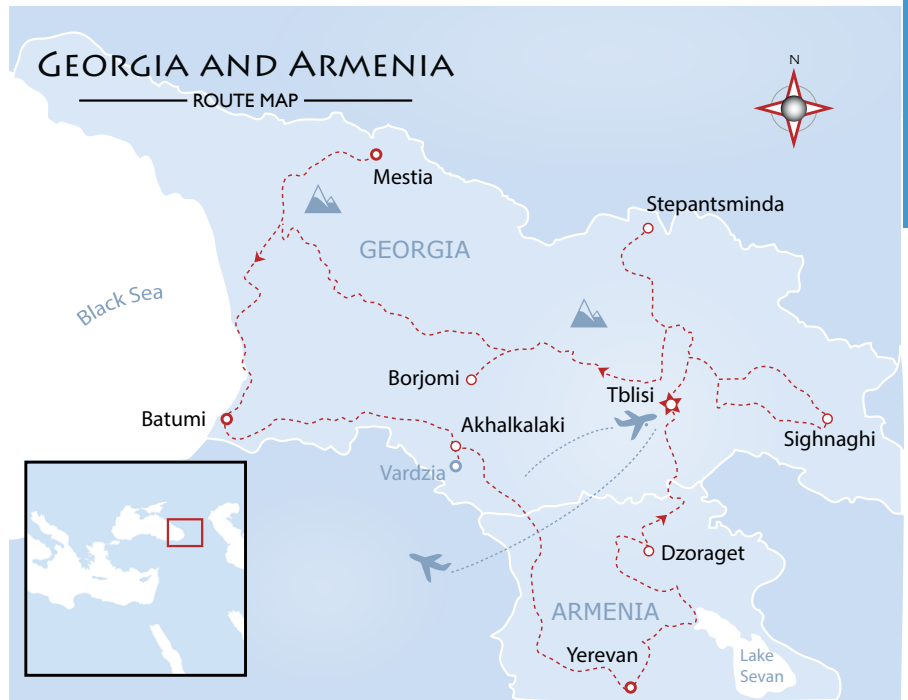 GEORGIA AND ARMENIA
ROUTE MAP
N
Mestia
Stepantsminda
GEORGIA
Black Sea
Borjomi
Tblisi
Batumi
Akhalkalaki
Sighnaghi
Vardzia
Dzoraget
ARMENIA
Yerevan
Lake
Sevan